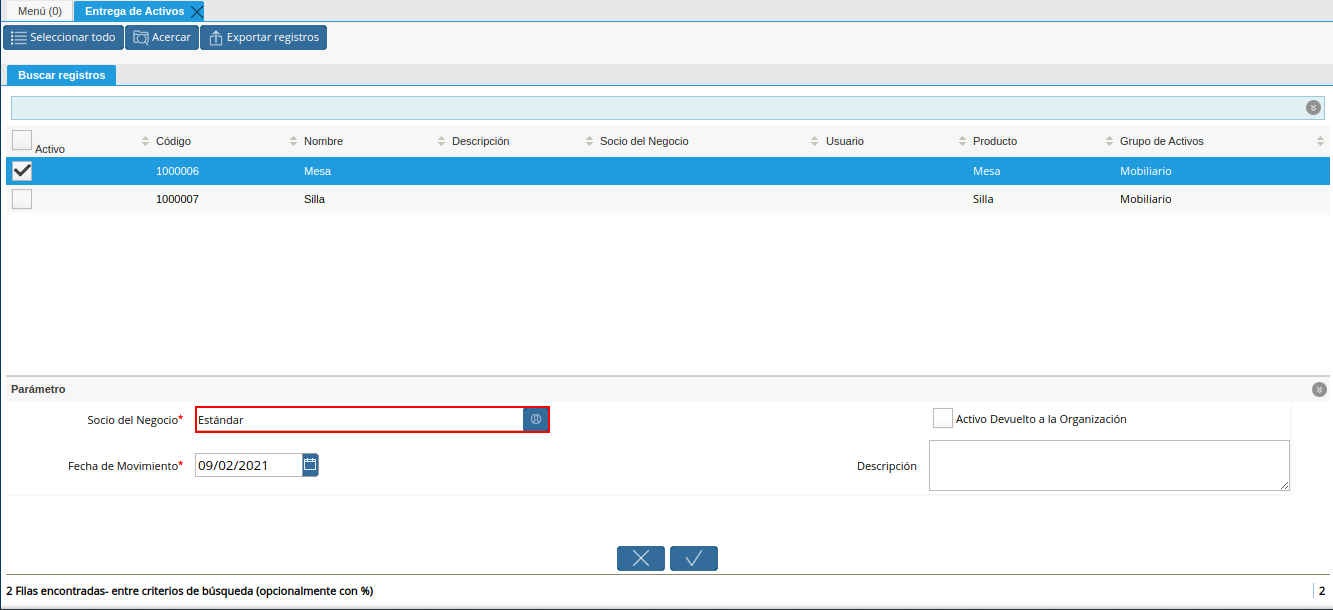 Menú (0) Entrega de Activos
Seleccionar todo Acercar Exportar registros
Buscar registros
Activo Código Nombre Descripción Socio del Negocio Usuario Producto Grupo de Activos
1000006 Mesa Mesa Mobiliario
1000007 Silla Silla Mobiliario
Parámetro
Socio del Negocio* Estándar Activo Devuelto a la Organización
Fecha de Movimiento* 09/02/2021 Descripción
2 Filas encontradas- entre criterios de búsqueda (opcionalmente con %) 2